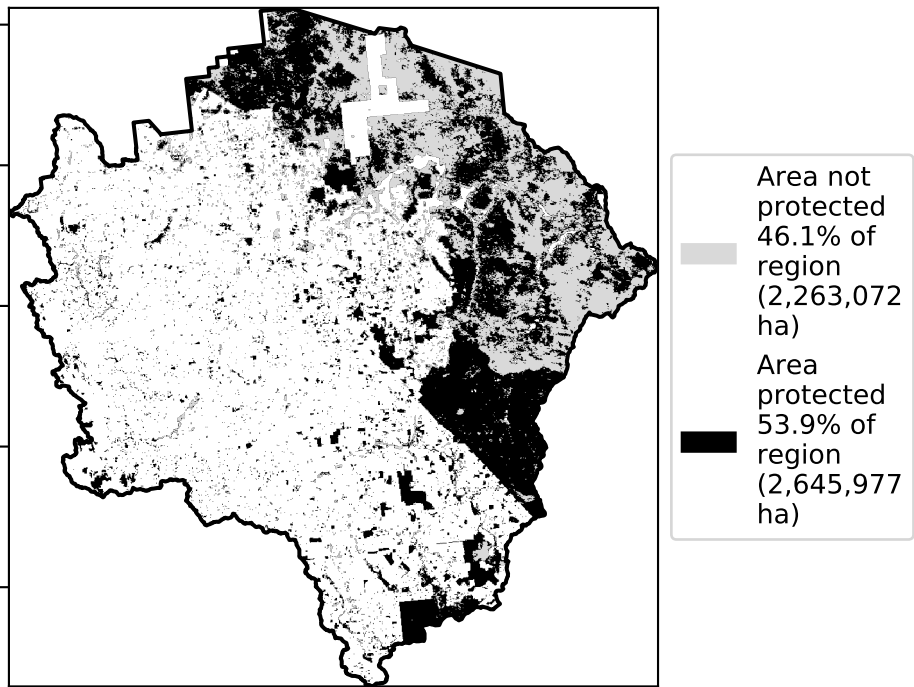 Area not
protected
46.1% of
region
(2,263,072
ha)
Area
protected
53.9% of
region
(2,645,977
ha)